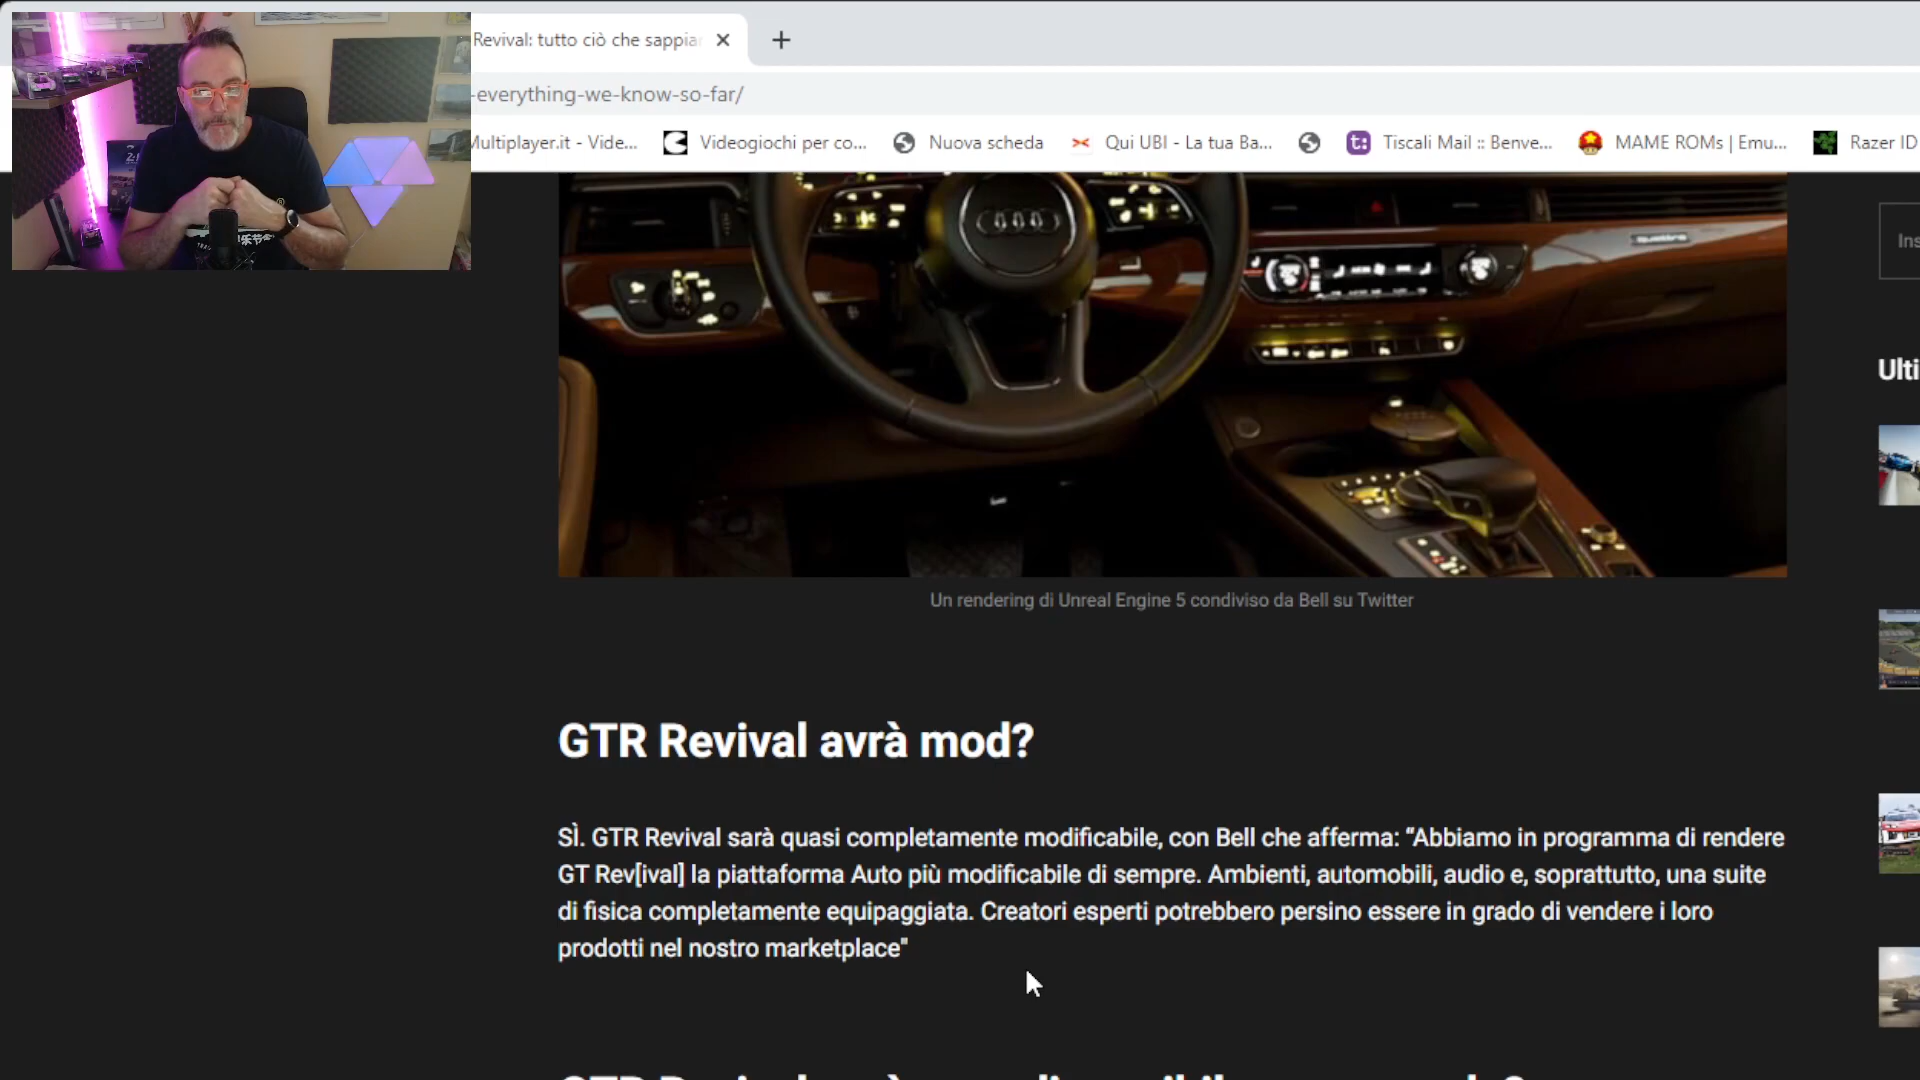 Revival: tutto ciò che sappiar
-everything-we-know-so-far/
Multiplayer.it - Vide...
Videogiochi per co...
Nuova scheda
Qui UBI - La tua Ba...
t:
Tiscali Mail :: Benve...
MAME ROMs | Emu...
Razer ID
Ins
Ulti
Un rendering di Unreal Engine 5 condiviso da Bell su Twitter
GTR Revival avrà mod?
SÌ. GTR Revival sarà quasi completamente modificabile, con Bell che afferma: “Abbiamo in programma di rendere
GT Rev[ival] la piattaforma Auto più modificabile di sempre. Ambienti, automobili, audio e, soprattutto, una suite
di fisica completamente equipaggiata. Creatori esperti potrebbero persino essere in grado di vendere i loro
prodotti nel nostro marketplace"